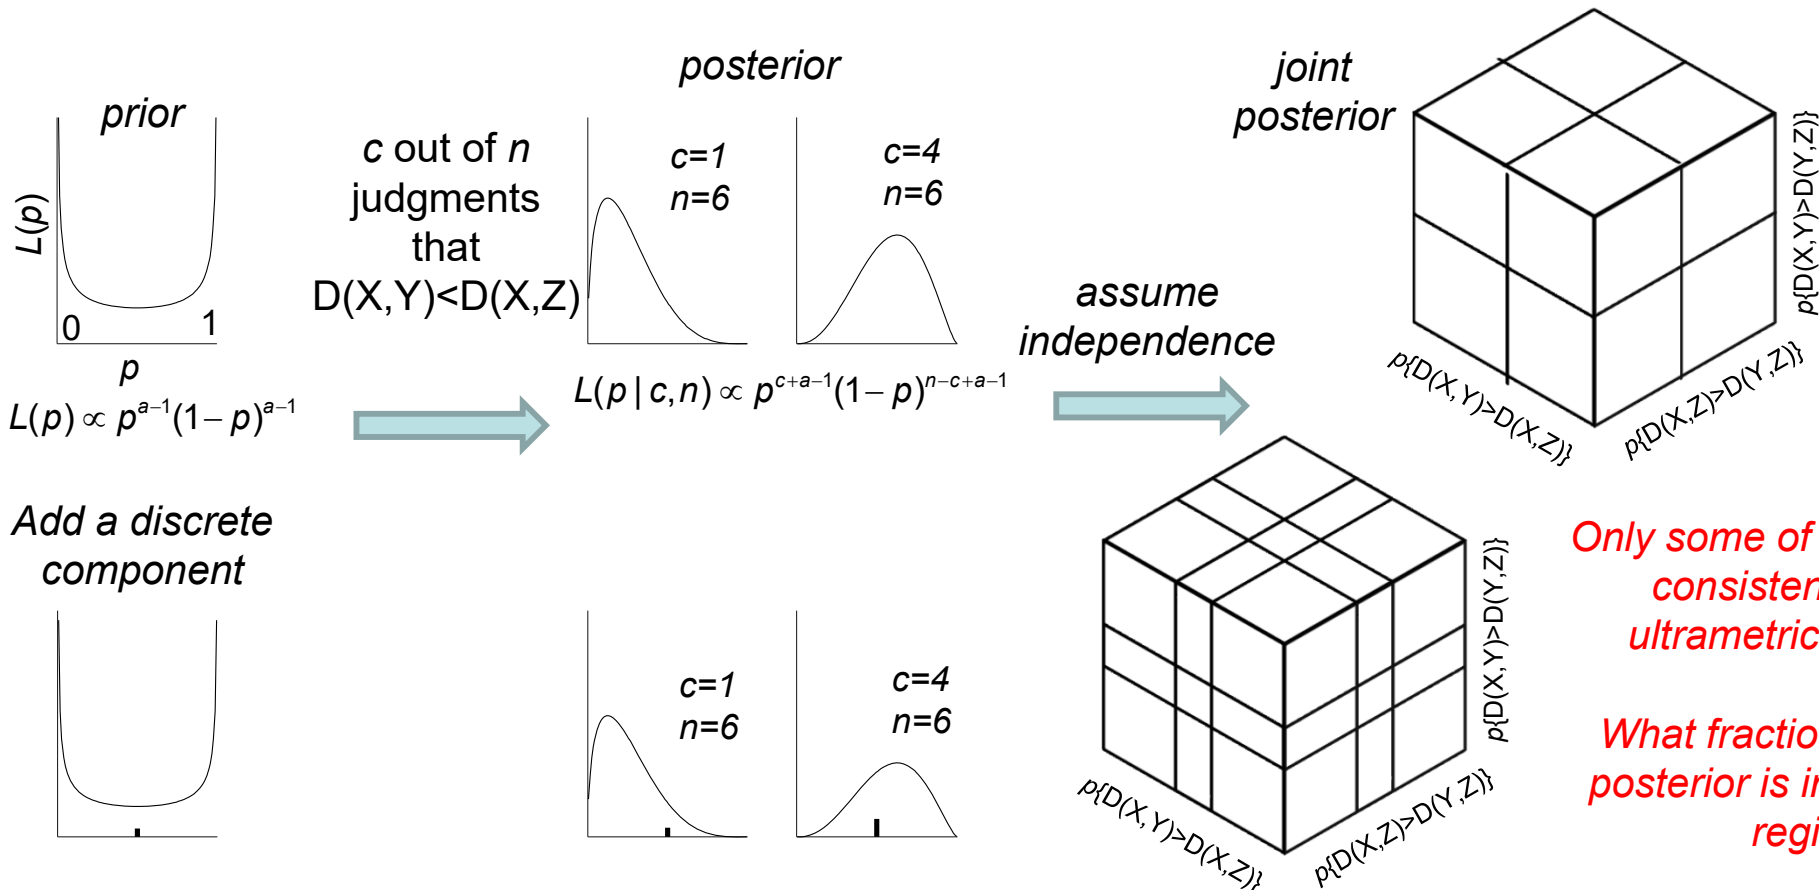 prior
L(p)
0
1
p
L(p) ∝ p^{a−1}(1−p)^{a−1}
c out of n
judgments
that
D(X,Y)<D(X,Z)
posterior
c=1
n=6
c=4
n=6
L(p | c,n) ∝ p^{c+a−1}(1−p)^{n−c+a−1}
assume
independence
joint
posterior
p{D(X,Y)>D(X,Z)}
p{D(X,Z)>D(Y,Z)}
p{D(X,Y)>D(Y,Z)}
Add a discrete
component
c=1
n=6
c=4
n=6
p{D(X,Y)>D(X,Z)}
p{D(X,Z)>D(Y,Z)}
p{D(X,Y)>D(Y,Z)}
Only some of
consisten
ultrametric
What fractio
posterior is in
regi